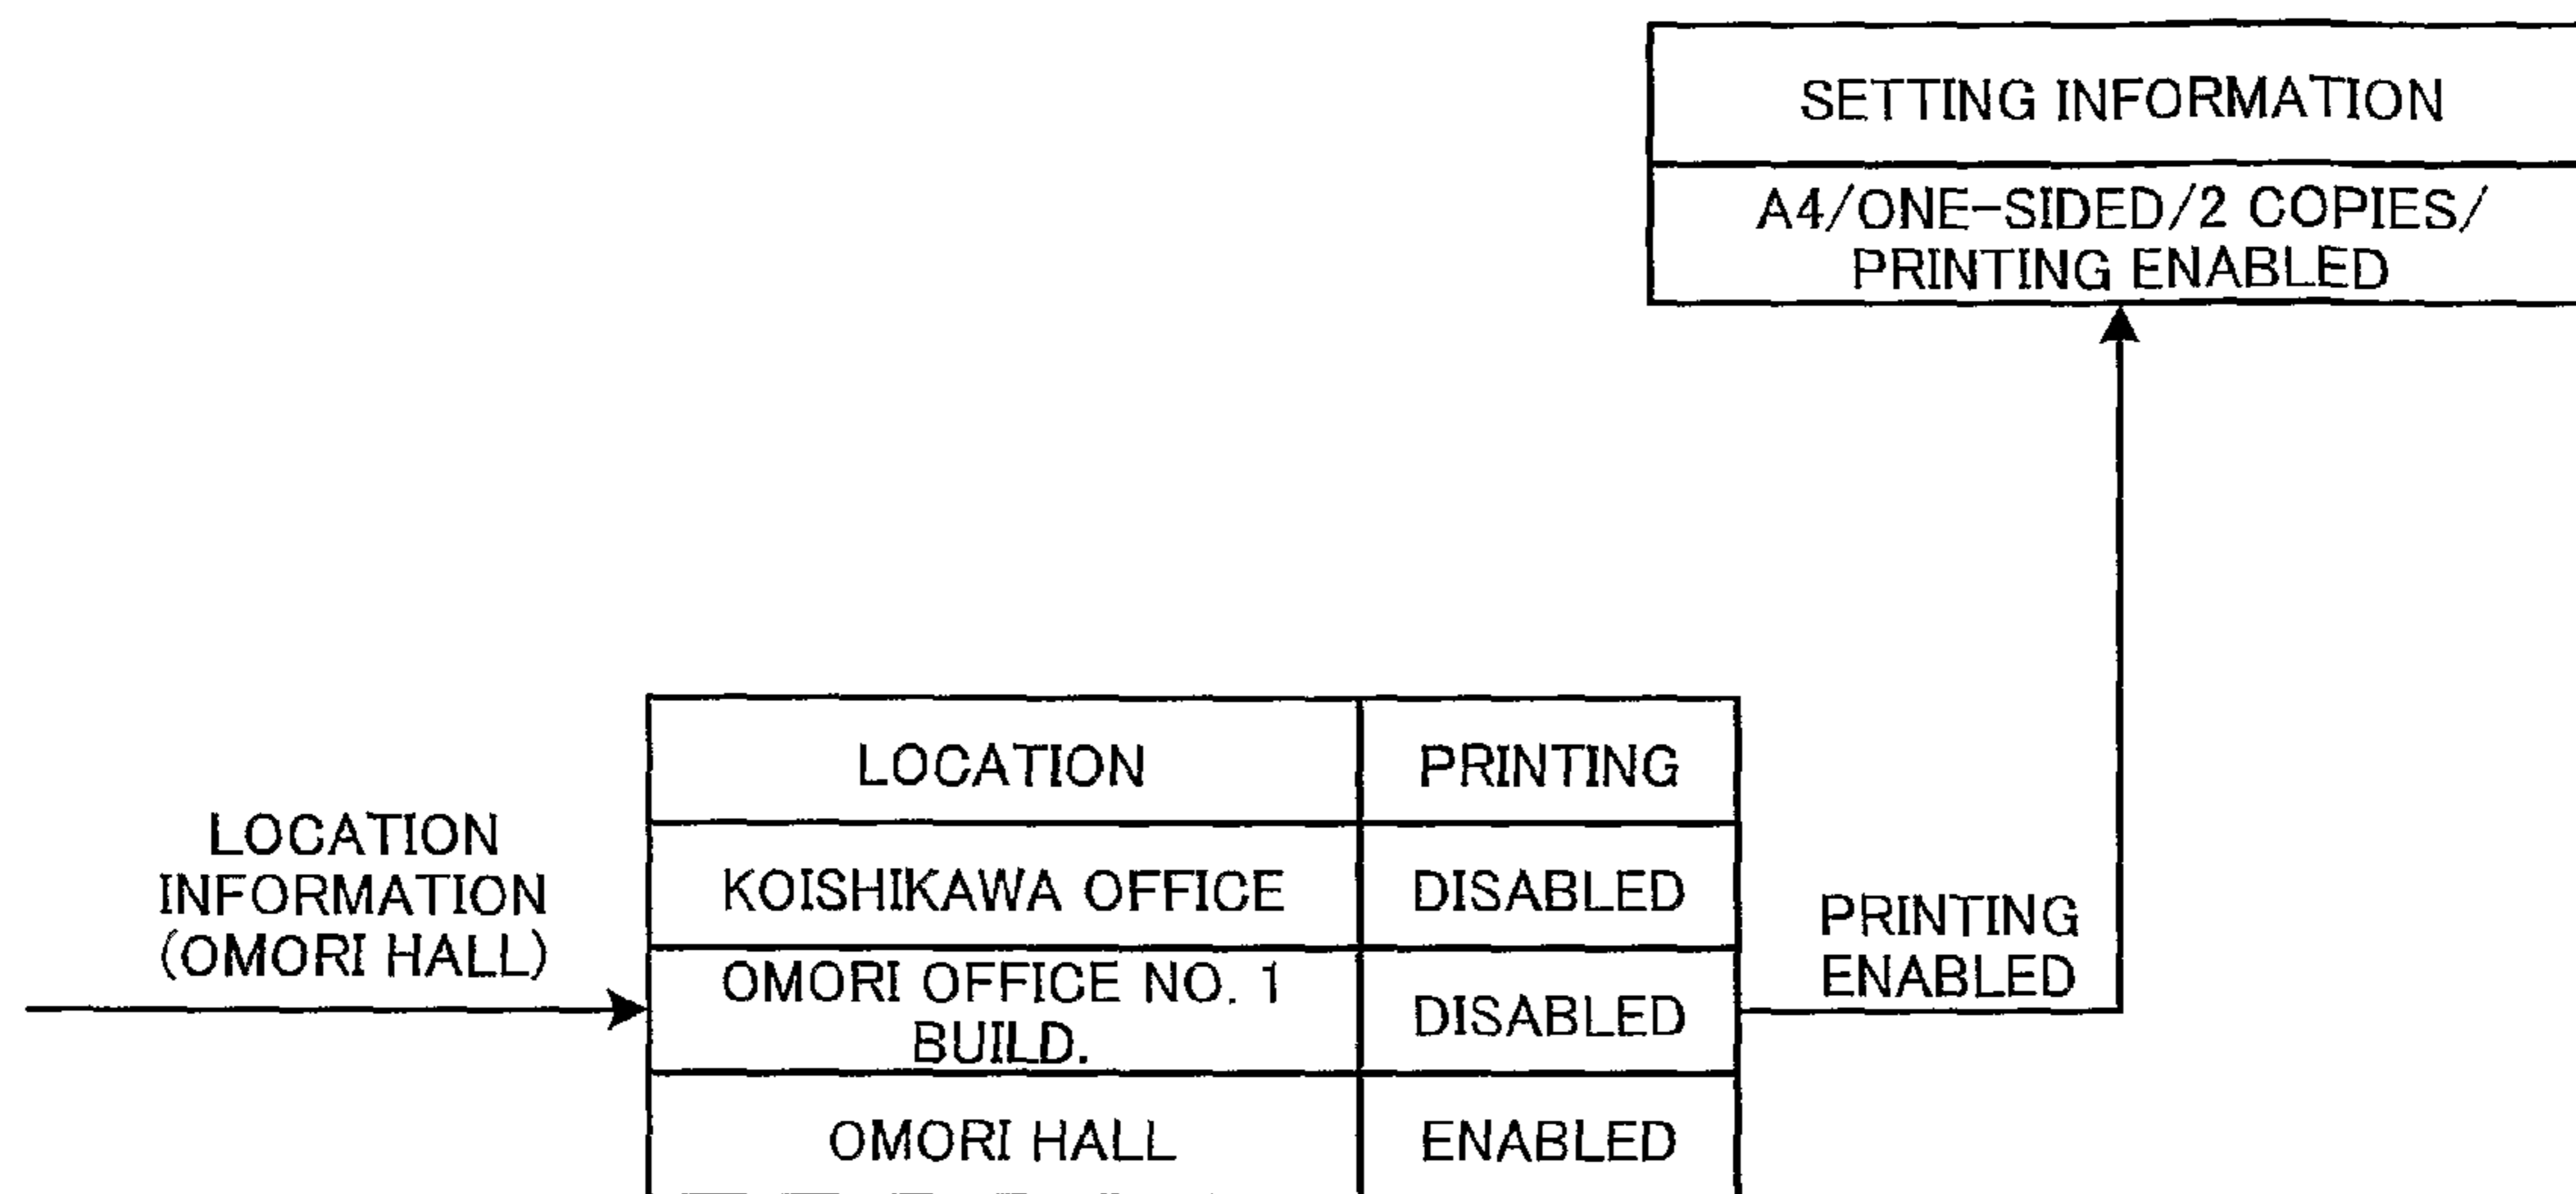 SETTING INFORMATION
A4/ONE-SIDED/2 COPIES/
PRINTING ENABLED
LOCATION
INFORMATION
(OMORI HALL)
LOCATION PRINTING
KOISHIKAWA OFFICE DISABLED
OMORI OFFICE NO. 1
BUILD.
DISABLED
OMORI HALL ENABLED
PRINTING
ENABLED